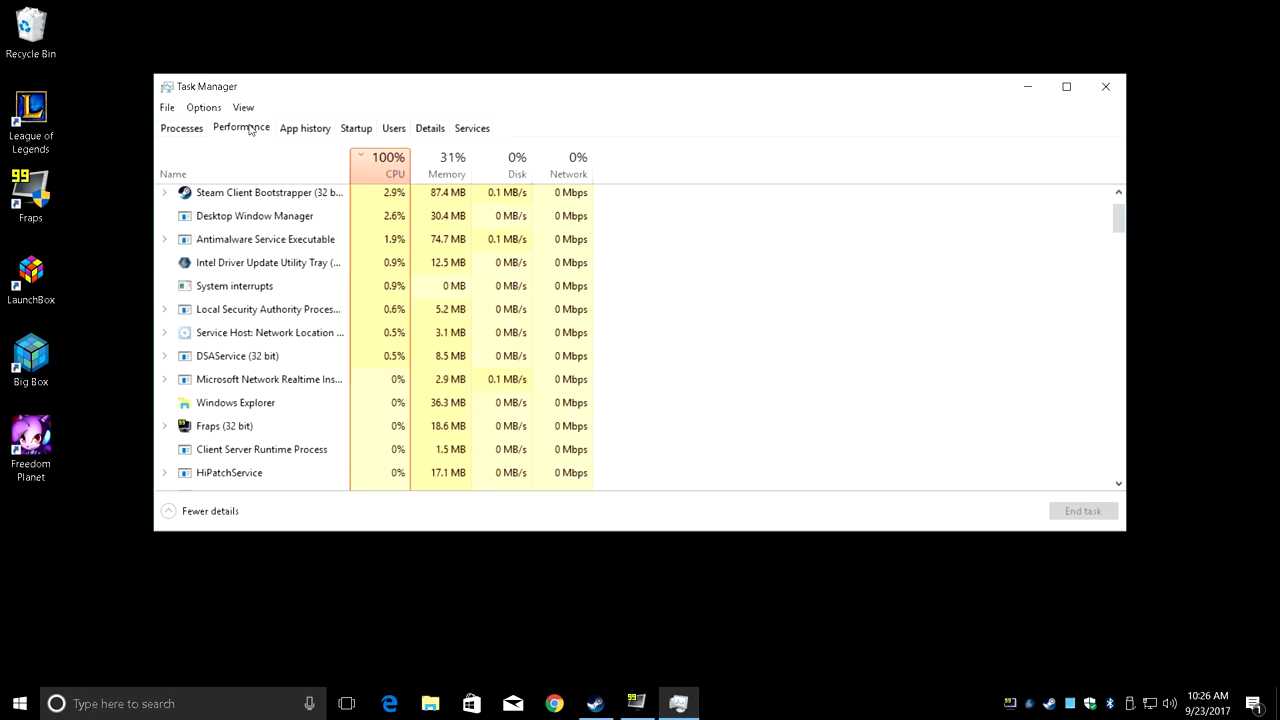 Recycle Bin
League of
Legends
99
Fraps
LaunchBox
Big Box
Freedom
Planet
Task Manager
File Options View
Processes Performance App history Startup Users Details Services
100% 31% 0% 0%
Name CPU Memory Disk Network
Steam Client Bootstrapper (32 b... 2.9% 87.4 MB 0.1 MB/s 0 Mbps
Desktop Window Manager 2.6% 30.4 MB 0 MB/s 0 Mbps
Antimalware Service Executable 1.9% 74.7 MB 0.1 MB/s 0 Mbps
Intel Driver Update Utility Tray (... 0.9% 12.5 MB 0 MB/s 0 Mbps
System interrupts 0.9% 0 MB 0 MB/s 0 Mbps
Local Security Authority Proces... 0.6% 5.2 MB 0 MB/s 0 Mbps
Service Host: Network Location ... 0.5% 3.1 MB 0 MB/s 0 Mbps
DSAService (32 bit) 0.5% 8.5 MB 0 MB/s 0 Mbps
Microsoft Network Realtime Ins... 0% 2.9 MB 0.1 MB/s 0 Mbps
Windows Explorer 0% 36.3 MB 0 MB/s 0 Mbps
Fraps (32 bit) 0% 18.6 MB 0 MB/s 0 Mbps
Client Server Runtime Process 0% 1.5 MB 0 MB/s 0 Mbps
HiPatchService 0% 17.1 MB 0 MB/s 0 Mbps
Fewer details End task
Type here to search
99
99
10:26 AM
9/23/2017
1